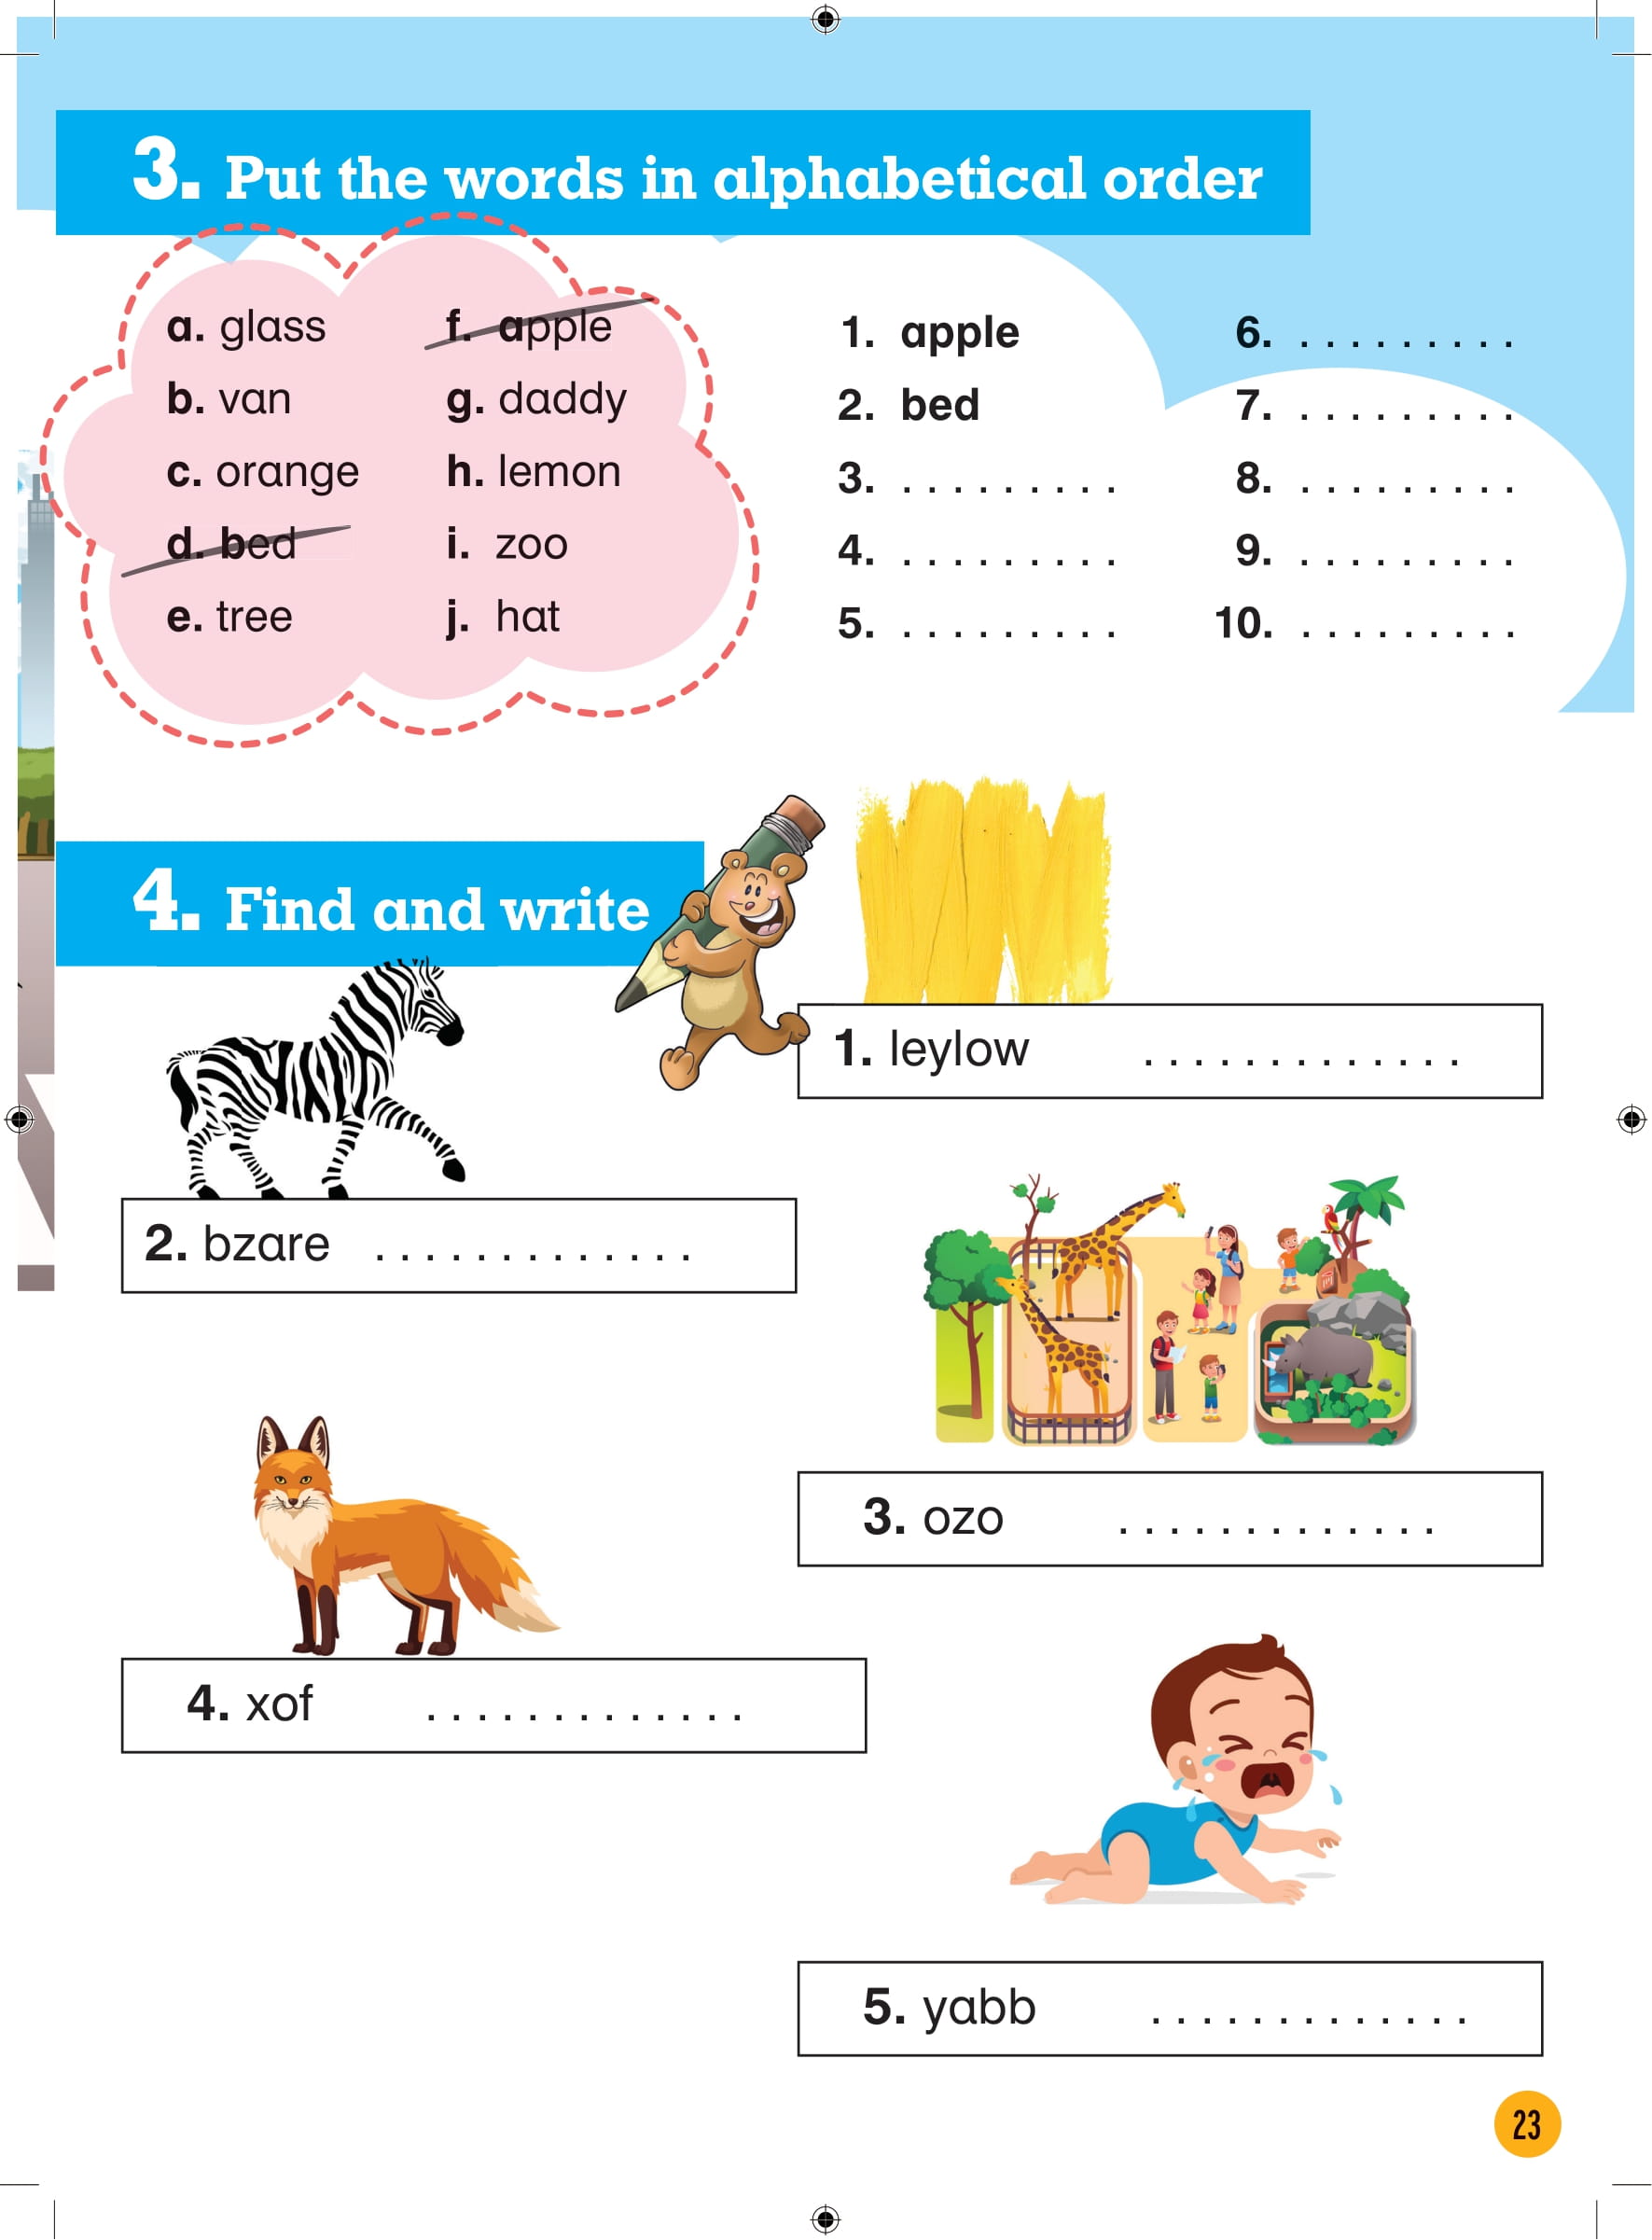 3. Put the words in alphabetical order
a. glass
b. van
c. orange
d. bed
e. tree
f. apple
g. daddy
h. lemon
i. zoo
j. hat
1. apple
2. bed
3. . . . . . . . . .
4. . . . . . . . . .
5. . . . . . . . . .
6. . . . . . . . . .
7. . . . . . . . . .
8. . . . . . . . . .
9. . . . . . . . . .
10. . . . . . . . . .
4. Find and write
1. leylow . . . . . . . . . . . . .
2. bzare . . . . . . . . . . . . .
3. ozo . . . . . . . . . . . . .
4. xof . . . . . . . . . . . . .
5. yabb . . . . . . . . . . . . .
23